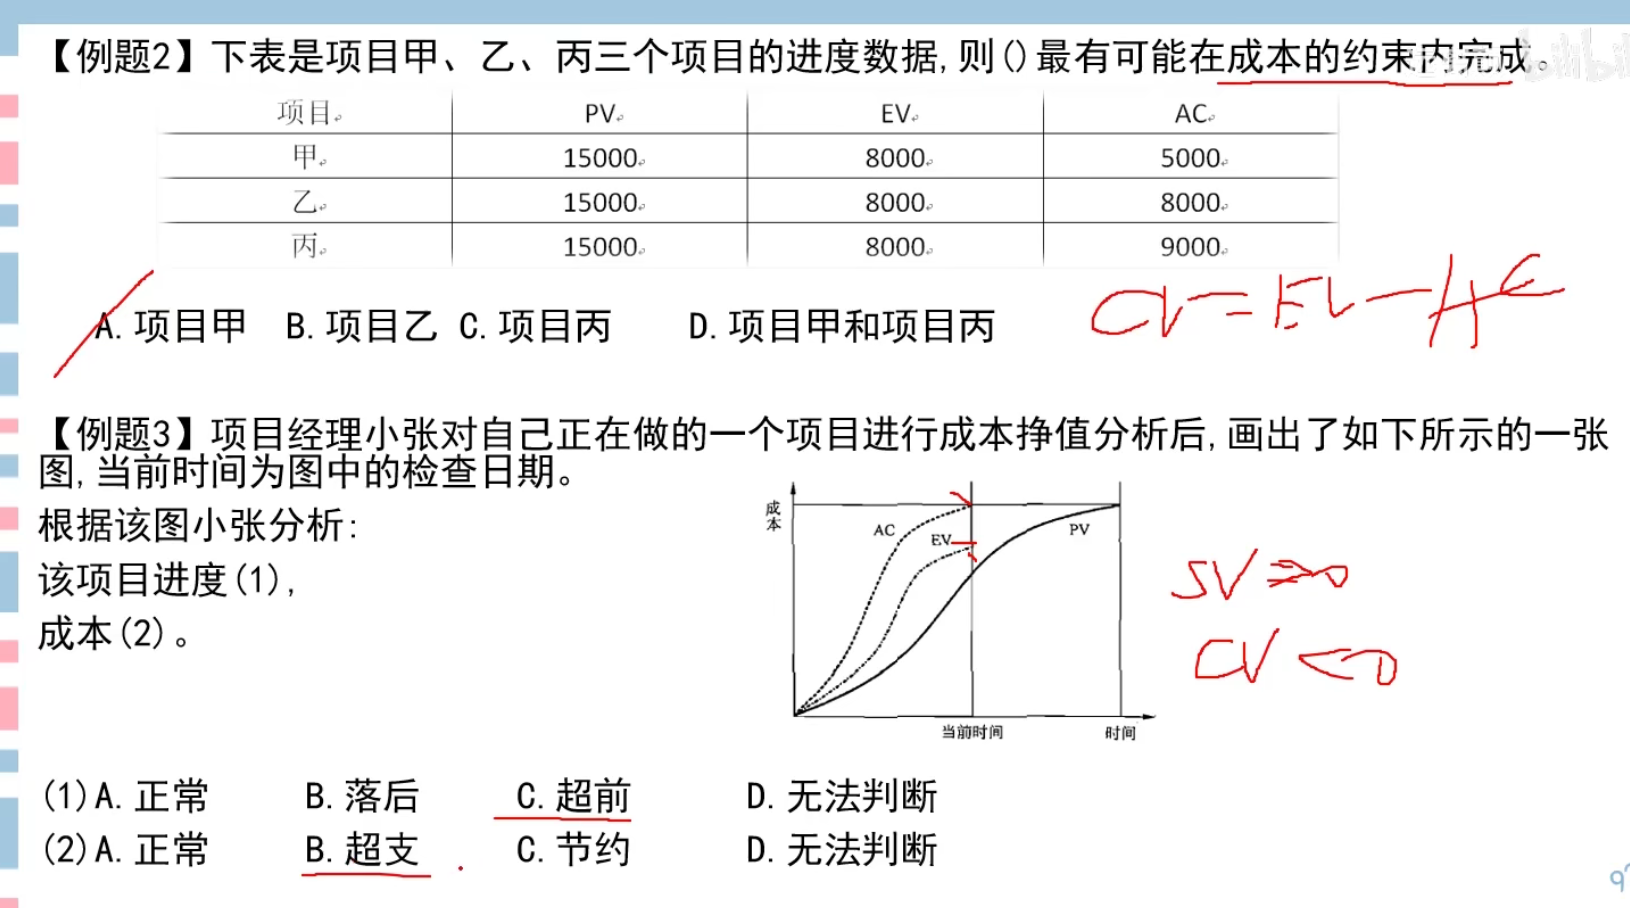 【例题2】下表是项目甲、乙、丙三个项目的进度数据,则()最有可能在成本的约束内完成。
项目 PV EV AC
甲 15000 8000 5000
乙 15000 8000 8000
丙 15000 8000 9000
A.项目甲 B.项目乙 C.项目丙 D.项目甲和项目丙
CV=EV-AC
【例题3】项目经理小张对自己正在做的一个项目进行成本挣值分析后,画出了如下所示的一张
图,当前时间为图中的检查日期。
根据该图小张分析:
该项目进度(1),
成本(2)。
成本
AC
EV
PV
当前时间
时间
SV>0
CV<0
(1)A.正常 B.落后 C.超前 D.无法判断
(2)A.正常 B.超支 C.节约 D.无法判断